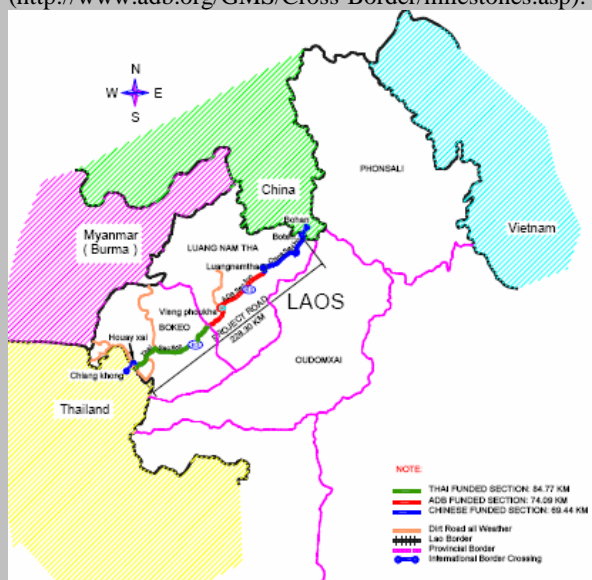 (http://www.adb.org/GMS/Cross-Border/milestones.asp).
N
W E
S
PHONSALI
China
Bohan
Boten
Myanmar
( Burma )
Vietnam
LUANG NAM THA
Luangnamtha
LAOS
Viang phoukha
BOKEO
PROJECT ROAD
228.30 KM
Houay xai
OUDOMXAI
Chiang khong
Thailand
NOTE:
THAI FUNDED SECTION: 84.77 KM
ADB FUNDED SECTION: 74.09 KM
CHINESE FUNDED SECTION: 69.44 KM
Dirt Road all Weather
Lao Border
Provincial Border
International Border Crossing